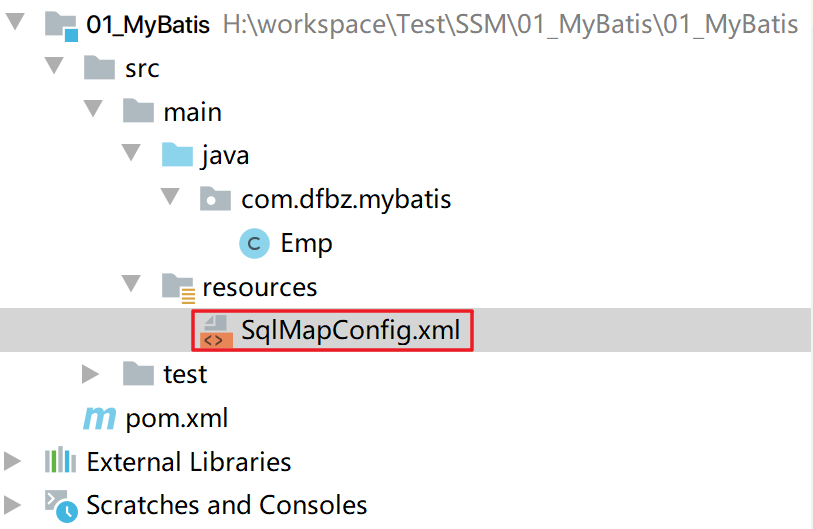 01_MyBatis H:\workspace\Test\SSM\01_MyBatis\01_MyBatis
src
main
java
com.dfbz.mybatis
C Emp
resources
<> SqlMapConfig.xml
test
m pom.xml
External Libraries
Scratches and Consoles